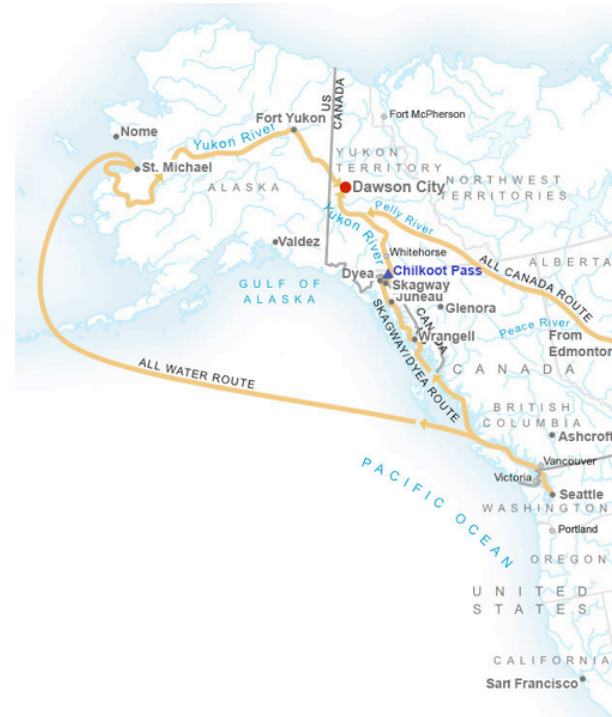 US
CANADA
Fort McPherson
Fort Yukon
Nome
Yukon River
St. Michael
ALASKA
YUKON
TERRITORY
Dawson City
NORTHWEST
TERRITORIES
Pelly River
Yukon River
Valdez
Whitehorse
ALBERTA
Dyea
Chilkoot Pass
Skagway
ALL CANADA ROUTE
GULF OF
ALASKA
Juneau
Glenora
CANADA
Peace River
Wrangell
From
Edmonton
SKAGWAY/DYEA ROUTE
ALL WATER ROUTE
CANADA
BRITISH
COLUMBIA
Ashcroft
Vancouver
PACIFIC OCEAN
Victoria
Seattle
WASHINGTON
Portland
OREGON
UNITED
STATES
CALIFORNIA
San Francisco